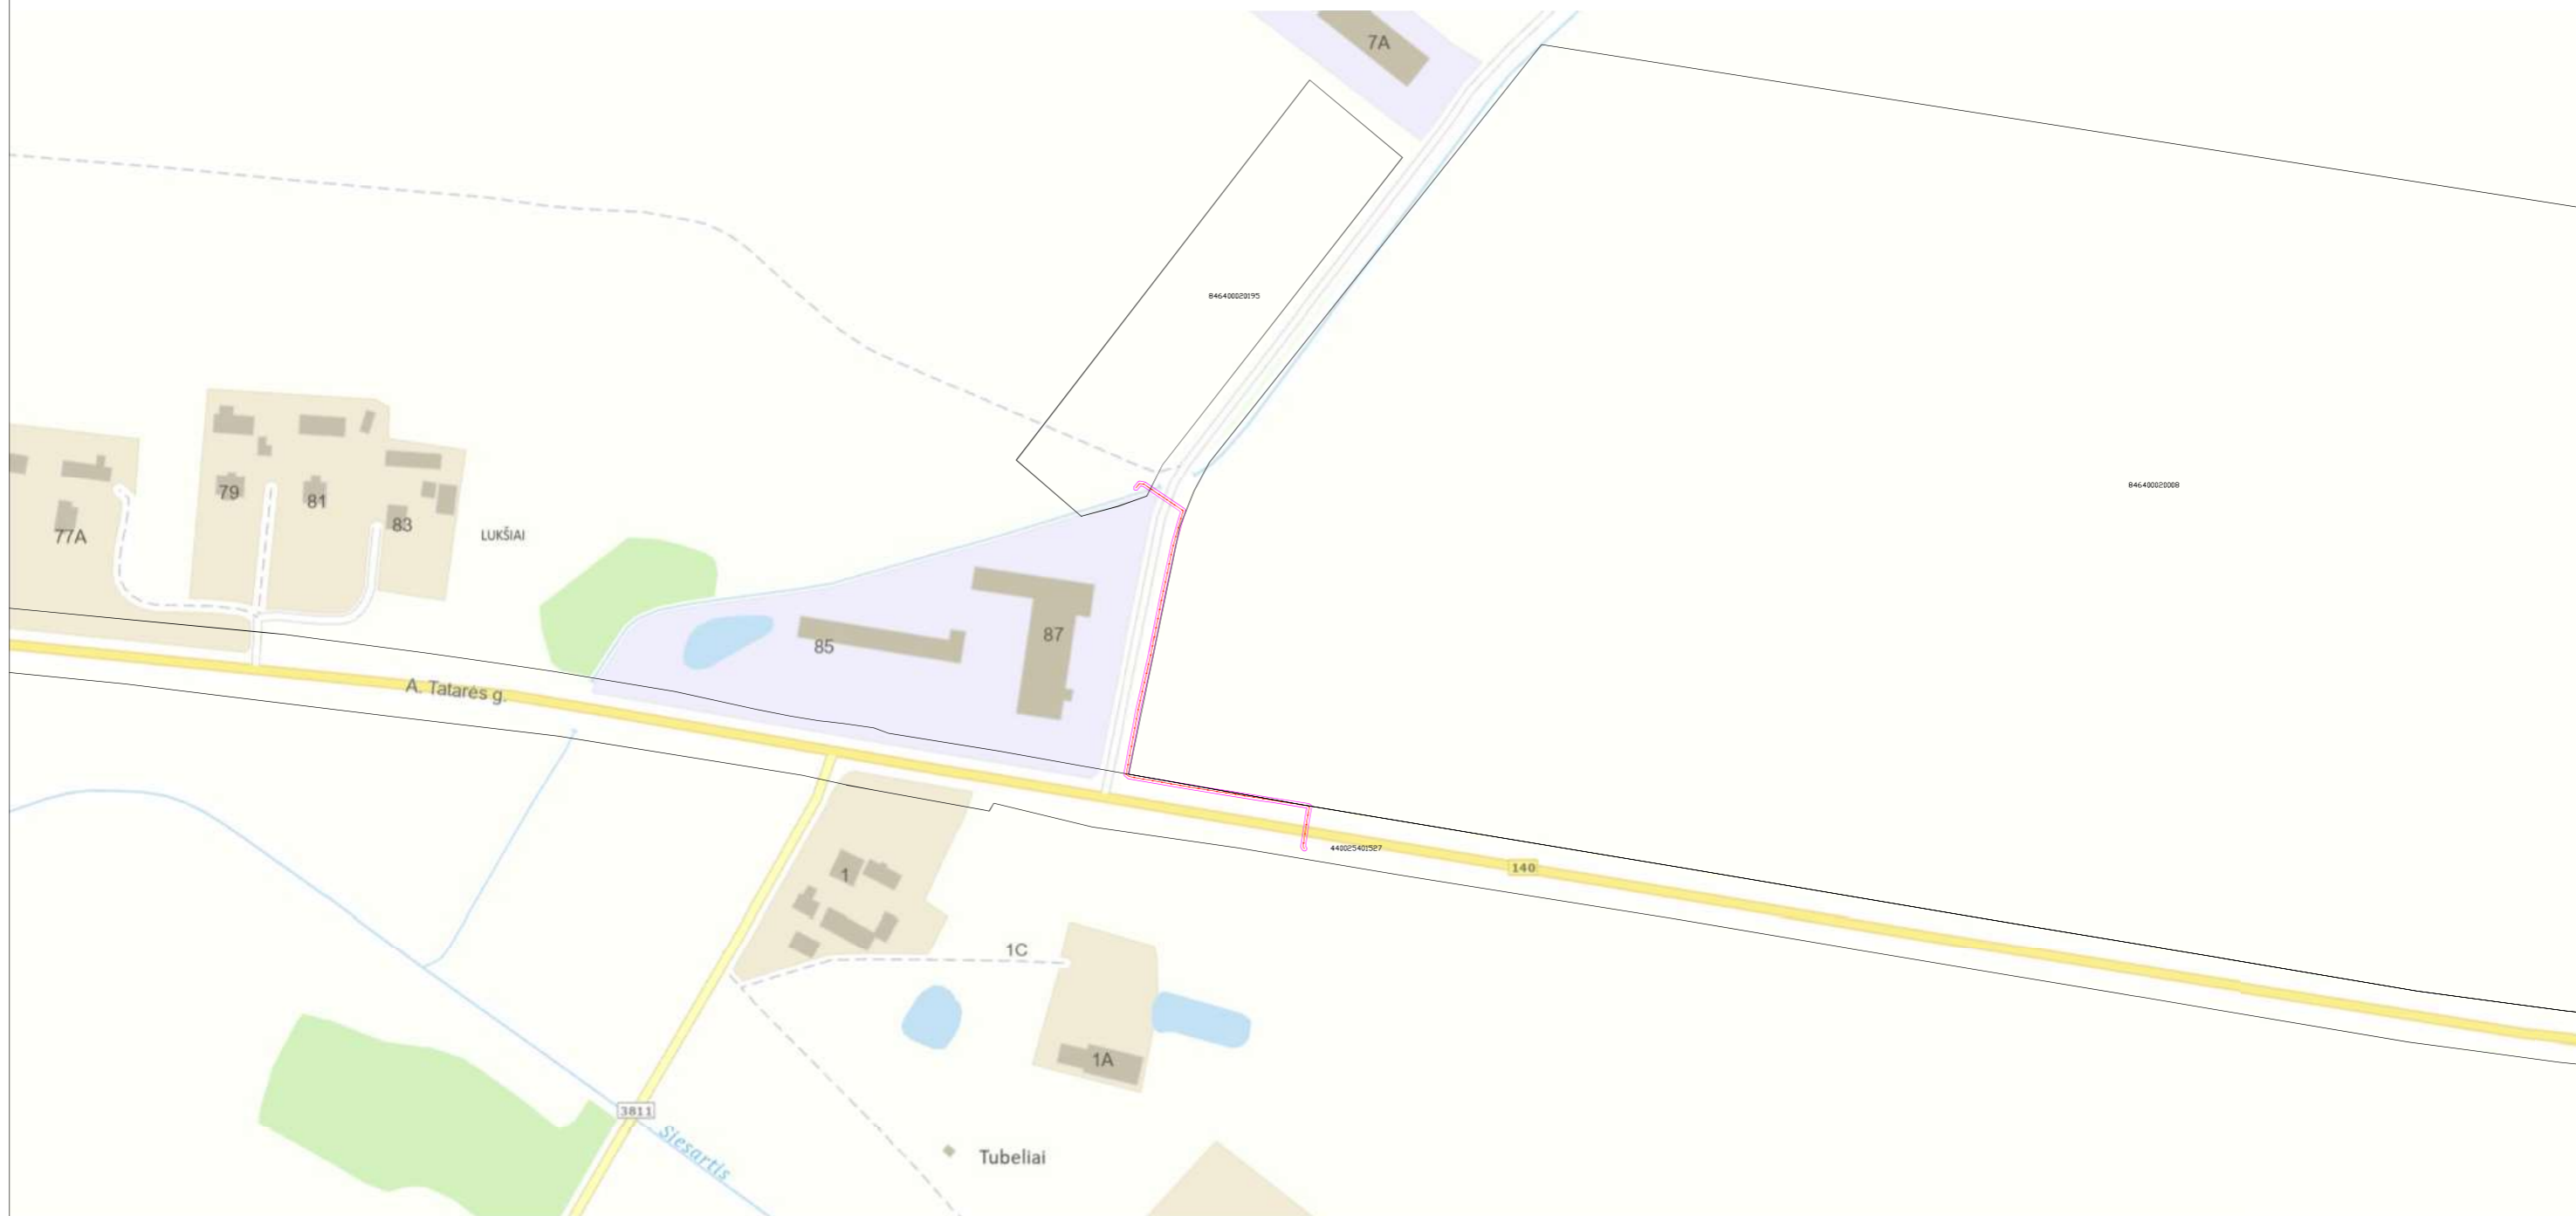 7A
846400020195
846400020008
79
81
83
77A
LUKŠIAI
87
85
A. Tatarės g.
440025401527
140
1
1C
1A
3811
Siesartis
Tubeliai